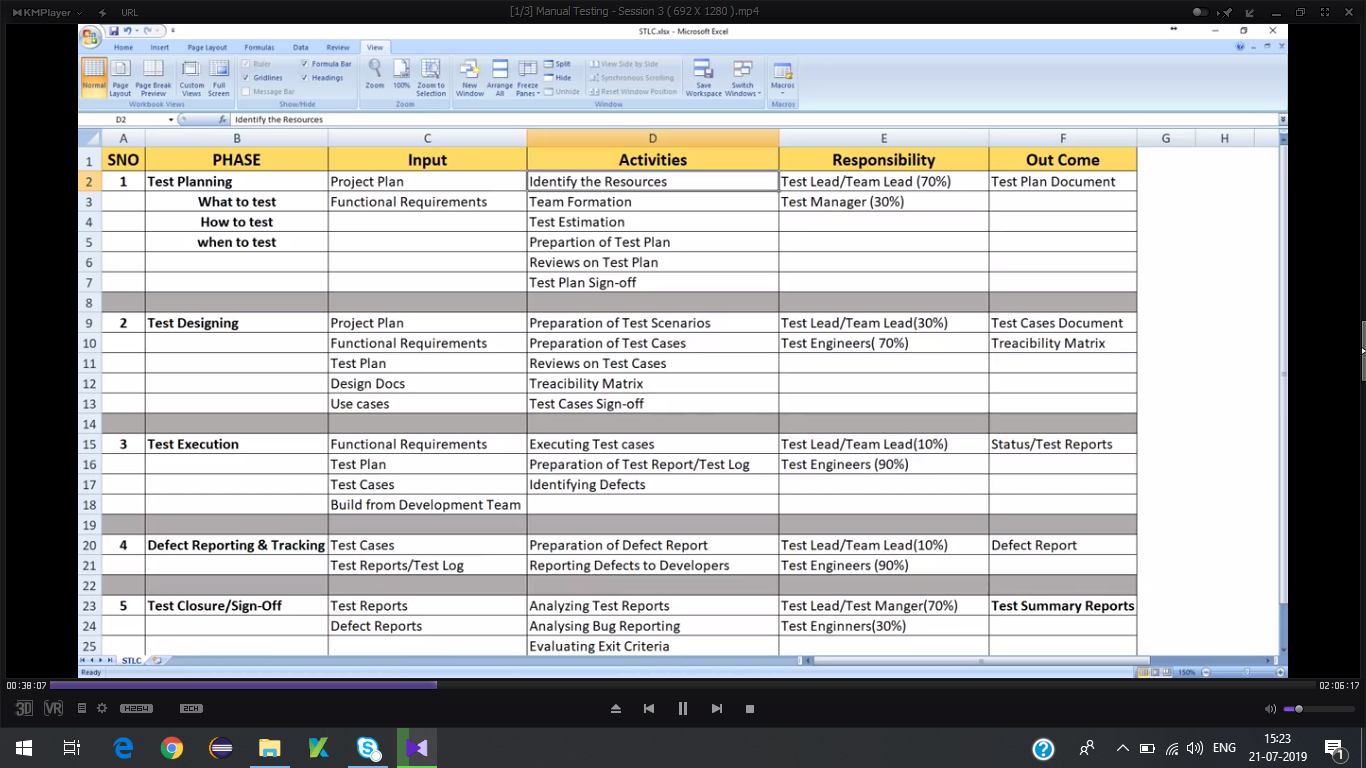 KMPlayer URL [1/3] Manual Testing - Session 3 ( 692 X 1280 ).mp4
STLC.xlsx - Microsoft Excel
Home Insert Page Layout Formulas Data Review View
Ruler Formula Bar Split View Side by Side
Gridlines Headings Hide Synchronous Scrolling
Message Bar Unhide Reset Window Position
Normal Page Layout Page Break Preview Custom Views Full Screen Zoom 100% Zoom to Selection New Window Arrange All Freeze Panes Save Workspace Switch Windows Macros
Workbook Views Show/Hide Zoom Window Macros
D2 fx Identify the Resources
A B C D E F G H
1 SNO PHASE Input Activities Responsibility Out Come
2 1 Test Planning Project Plan Identify the Resources Test Lead/Team Lead (70%) Test Plan Document
3 What to test Functional Requirements Team Formation Test Manager (30%)
4 How to test Test Estimation
5 when to test Prepartion of Test Plan
6 Reviews on Test Plan
7 Test Plan Sign-off
8
9 2 Test Designing Project Plan Preparation of Test Scenarios Test Lead/Team Lead(30%) Test Cases Document
10 Functional Requirements Preparation of Test Cases Test Engineers( 70%) Treacibility Matrix
11 Test Plan Reviews on Test Cases
12 Design Docs Treacibility Matrix
13 Use cases Test Cases Sign-off
14
15 3 Test Execution Functional Requirements Executing Test cases Test Lead/Team Lead(10%) Status/Test Reports
16 Test Plan Preparation of Test Report/Test Log Test Engineers (90%)
17 Test Cases Identifying Defects
18 Build from Development Team
19
20 4 Defect Reporting & Tracking Test Cases Preparation of Defect Report Test Lead/Team Lead(10%) Defect Report
21 Test Reports/Test Log Reporting Defects to Developers Test Engineers (90%)
22
23 5 Test Closure/Sign-Off Test Reports Analyzing Test Reports Test Lead/Test Manger(70%) Test Summary Reports
24 Defect Reports Analysing Bug Reporting Test Enginners(30%)
25 Evaluating Exit Criteria
STLC
Ready 150%
00:38:07 02:06:17
3D VR H264 2CH
ENG 15:23
21-07-2019 1